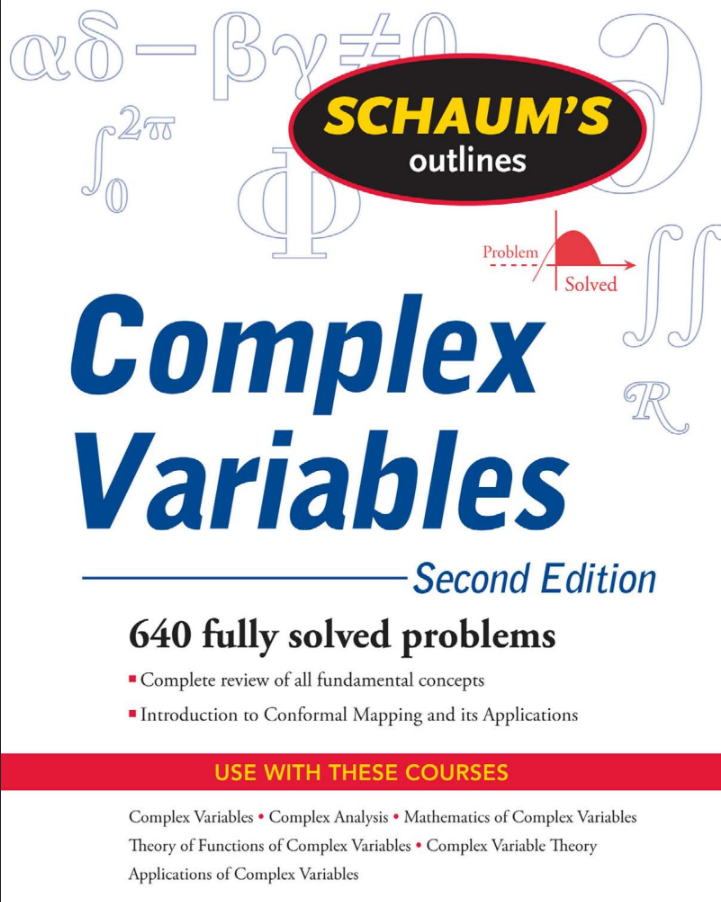 αδ – βγ ≠ 0
∂
SCHAUM'S
outlines
∫₀²π
Φ
Problem
Solved
∬
Complex
ℛ
Variables
Second Edition
640 fully solved problems
▪ Complete review of all fundamental concepts
▪ Introduction to Conformal Mapping and its Applications
USE WITH THESE COURSES
Complex Variables • Complex Analysis • Mathematics of Complex Variables
Theory of Functions of Complex Variables • Complex Variable Theory
Applications of Complex Variables